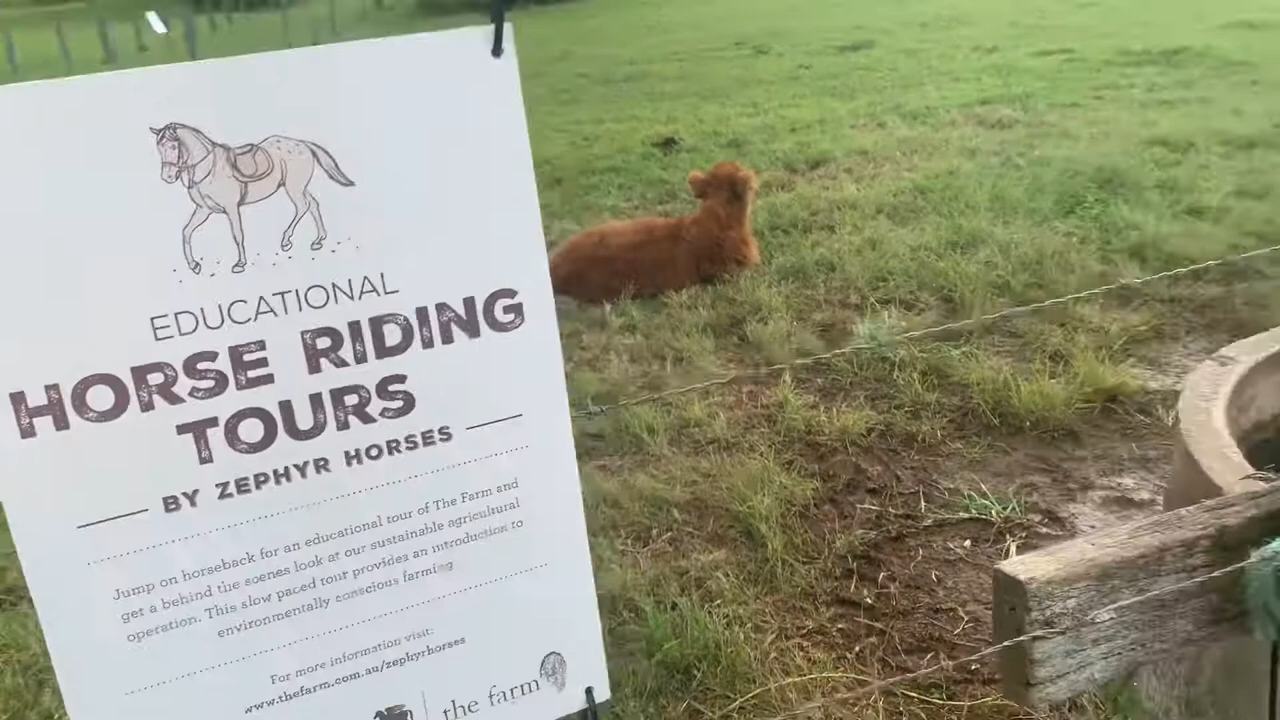 EDUCATIONAL
HORSE RIDING
TOURS
BY ZEPHYR HORSES
Jump on horseback for an educational tour of The Farm and
get a behind the scenes look at our sustainable agricultural
operation. This slow paced tour provides an introduction to
environmentally conscious farming
For more information visit:
www.thefarm.com.au/zephyrhorses
the farm